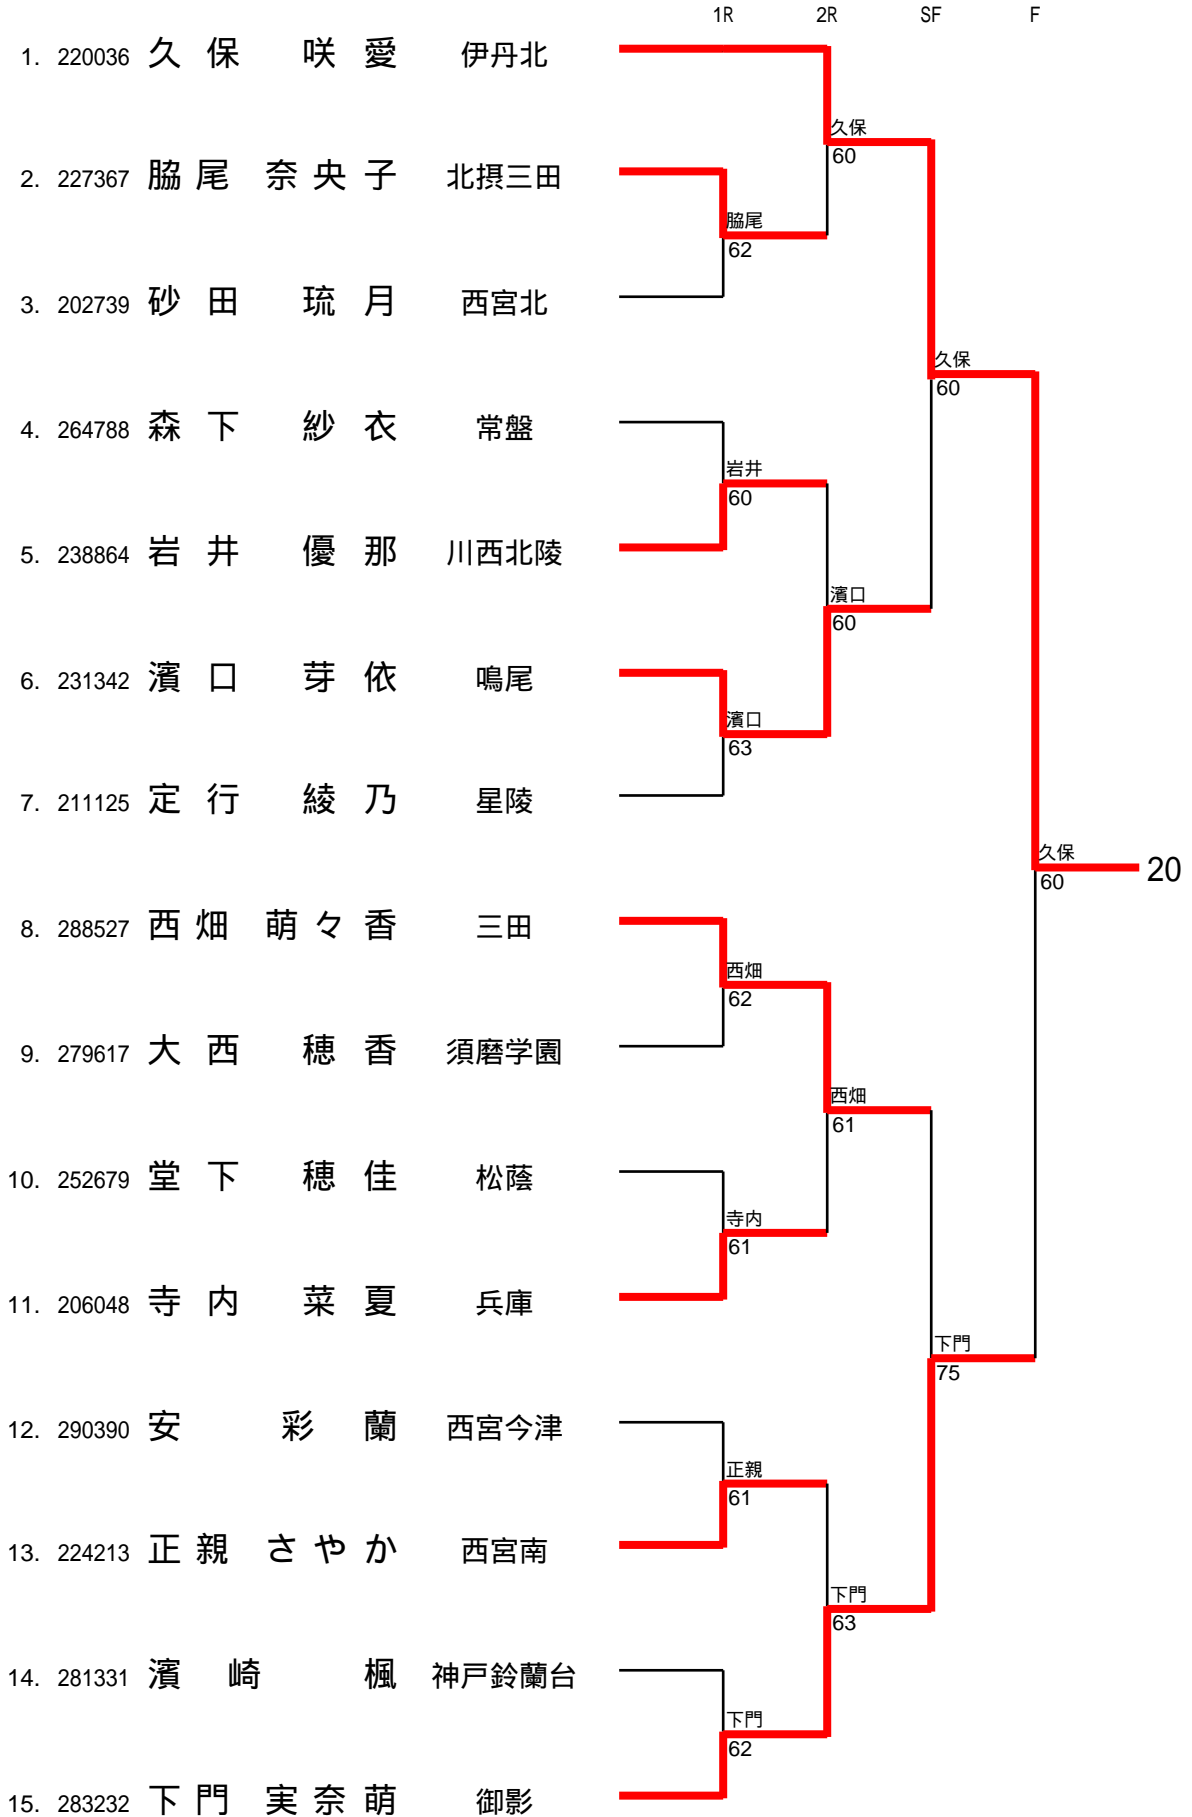 1R 2R SF F
1. 220036 久保 咲愛 伊丹北
久保
60
2. 227367 脇尾 奈央子 北摂三田
脇尾
62
3. 202739 砂田 琉月 西宮北
久保
60
4. 264788 森下 紗衣 常盤
岩井
60
5. 238864 岩井 優那 川西北陵
濱口
60
6. 231342 濱口 芽依 鳴尾
濱口
63
7. 211125 定行 綾乃 星陵
久保
60 20
8. 288527 西畑 萌々香 三田
西畑
62
9. 279617 大西 穂香 須磨学園
西畑
61
10. 252679 堂下 穂佳 松蔭
寺内
61
11. 206048 寺内 菜夏 兵庫
下門
75
12. 290390 安 彩蘭 西宮今津
正親
61
13. 224213 正親 さやか 西宮南
下門
63
14. 281331 濱崎 楓 神戸鈴蘭台
下門
62
15. 283232 下門 実奈萌 御影